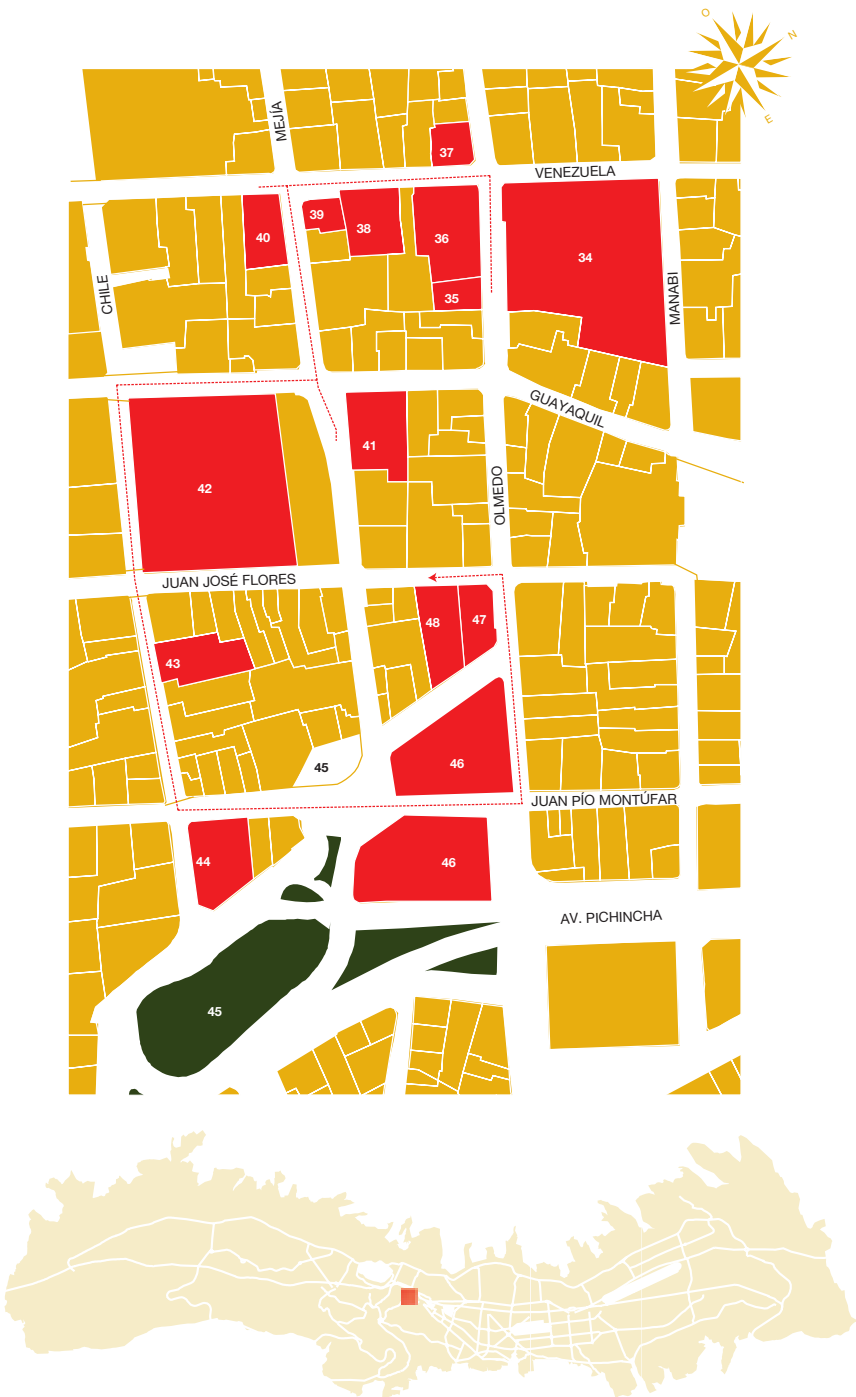 O
N
E
MEJÍA
37
VENEZUELA
39
38
40
36
34
35
CHILE
MANABI
GUAYAQUIL
41
42
OLMEDO
JUAN JOSÉ FLORES
48
47
43
45
46
JUAN PÍO MONTÚFAR
44
46
AV. PICHINCHA
45